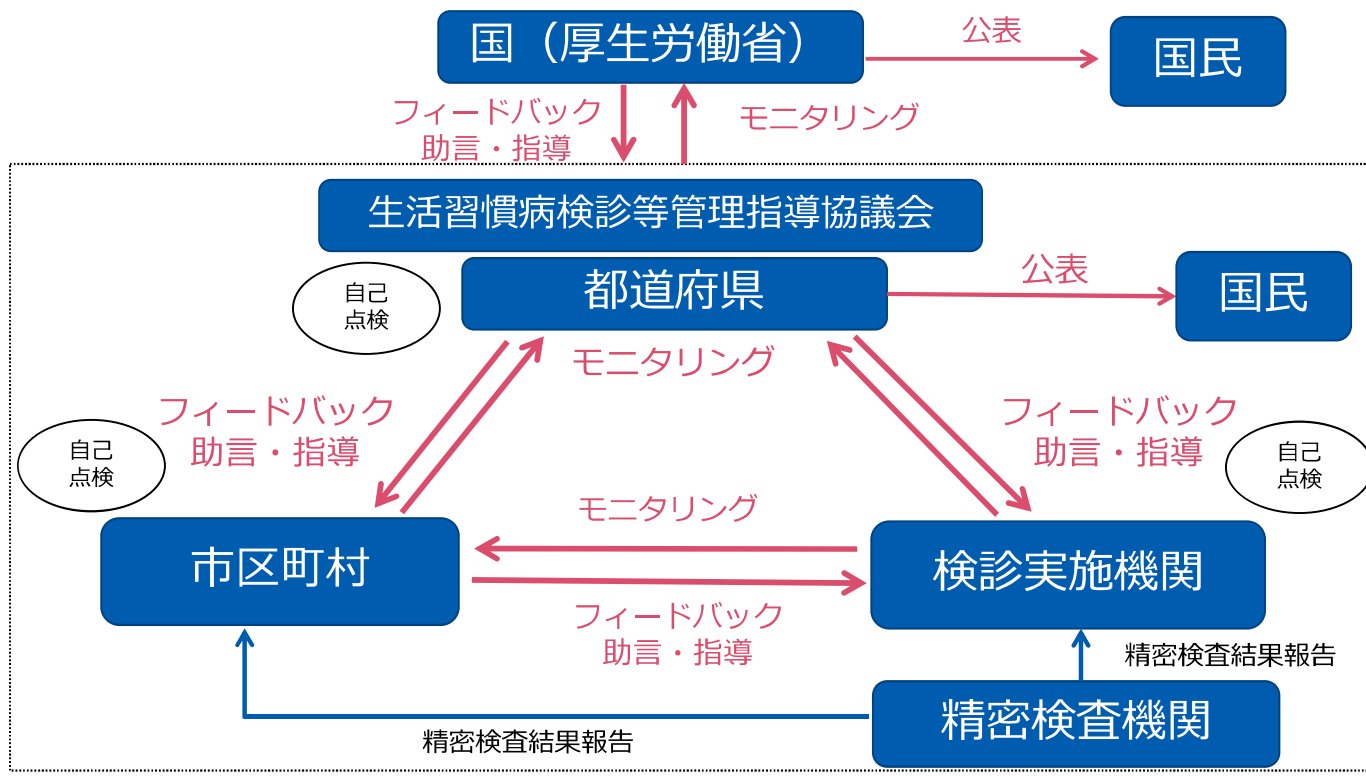 国（厚生労働省）
公表
国民
フィードバック
助言・指導
モニタリング
生活習慣病検診等管理指導協議会
自己
点検
都道府県
公表
国民
モニタリング
フィードバック
助言・指導
フィードバック
助言・指導
自己
点検
自己
点検
モニタリング
市区町村
検診実施機関
フィードバック
助言・指導
精密検査結果報告
精密検査機関
精密検査結果報告